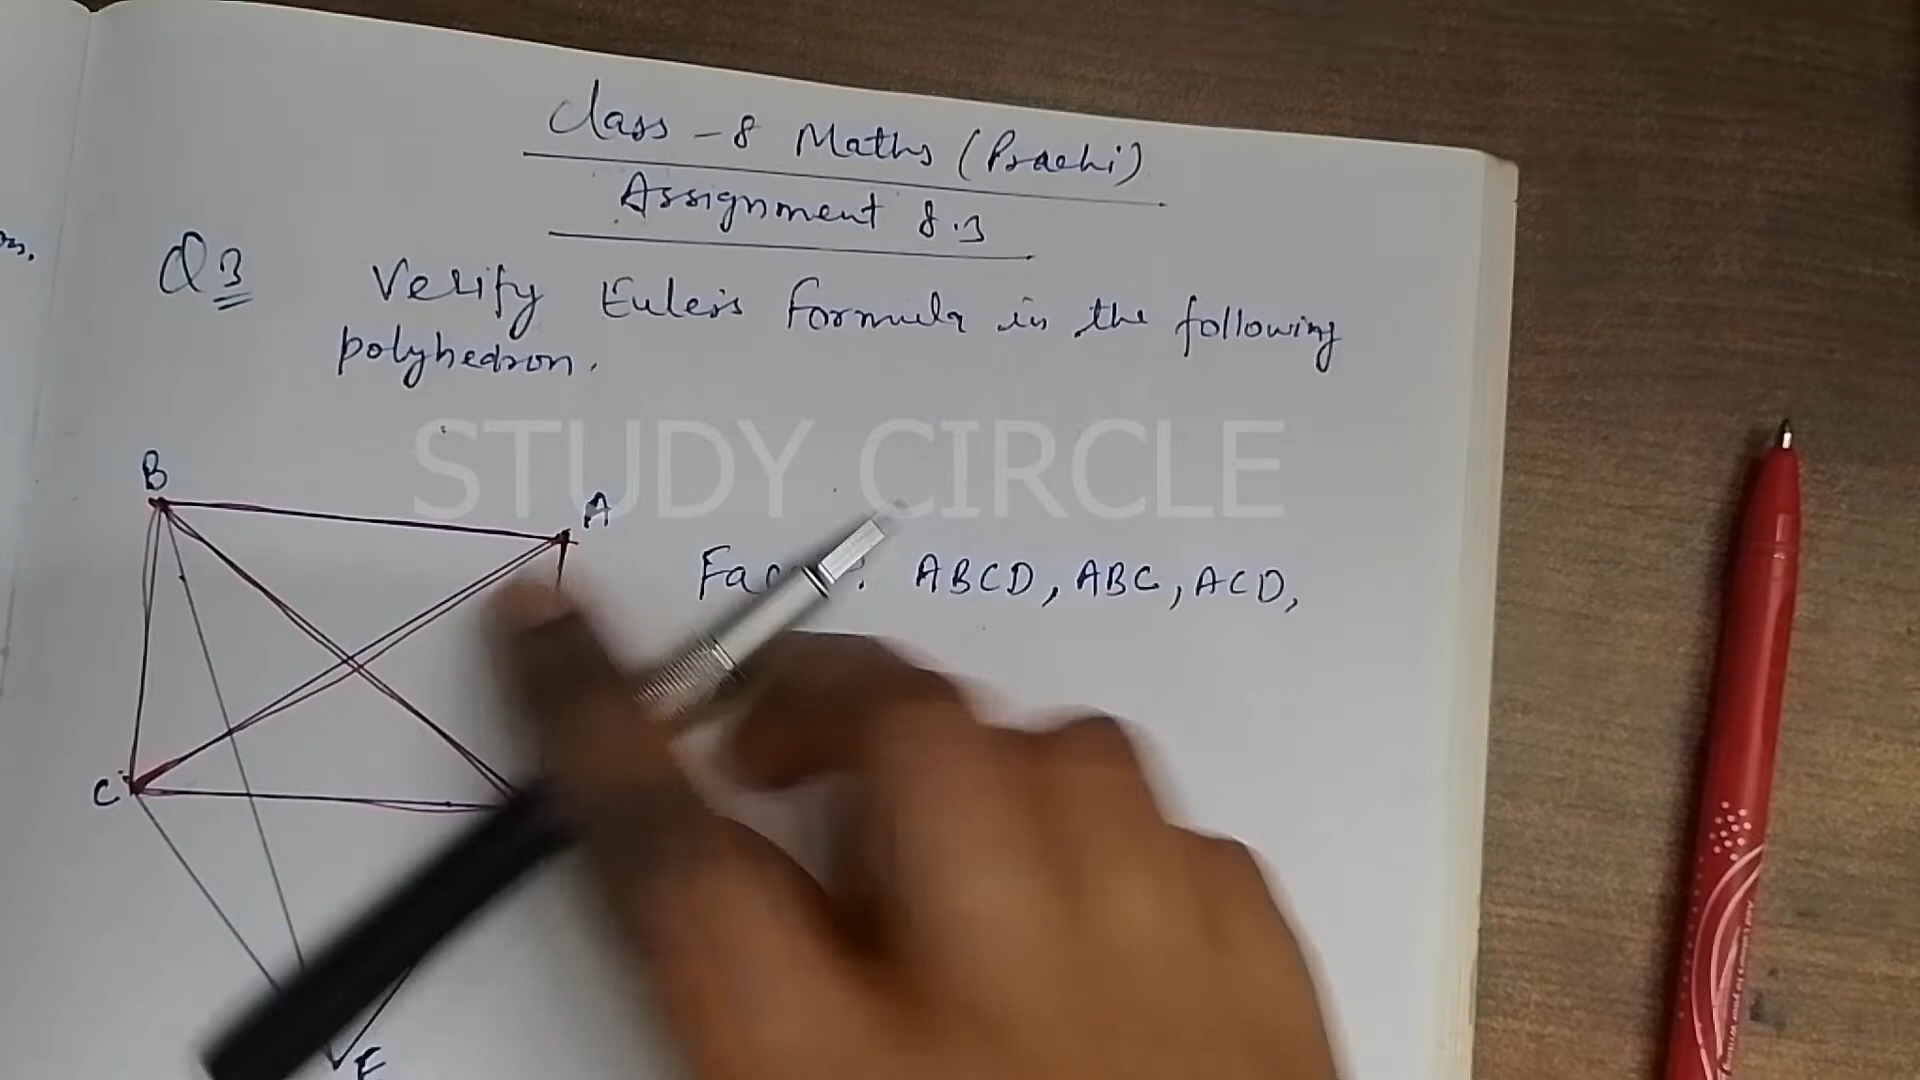 Class - 8 Maths (Prachi)
Assignment 8.3
Q3 Verify Euler's formula in the following
polyhedron.
STUDY CIRCLE
B
A
ABCD, ABC, ACD,
C
E